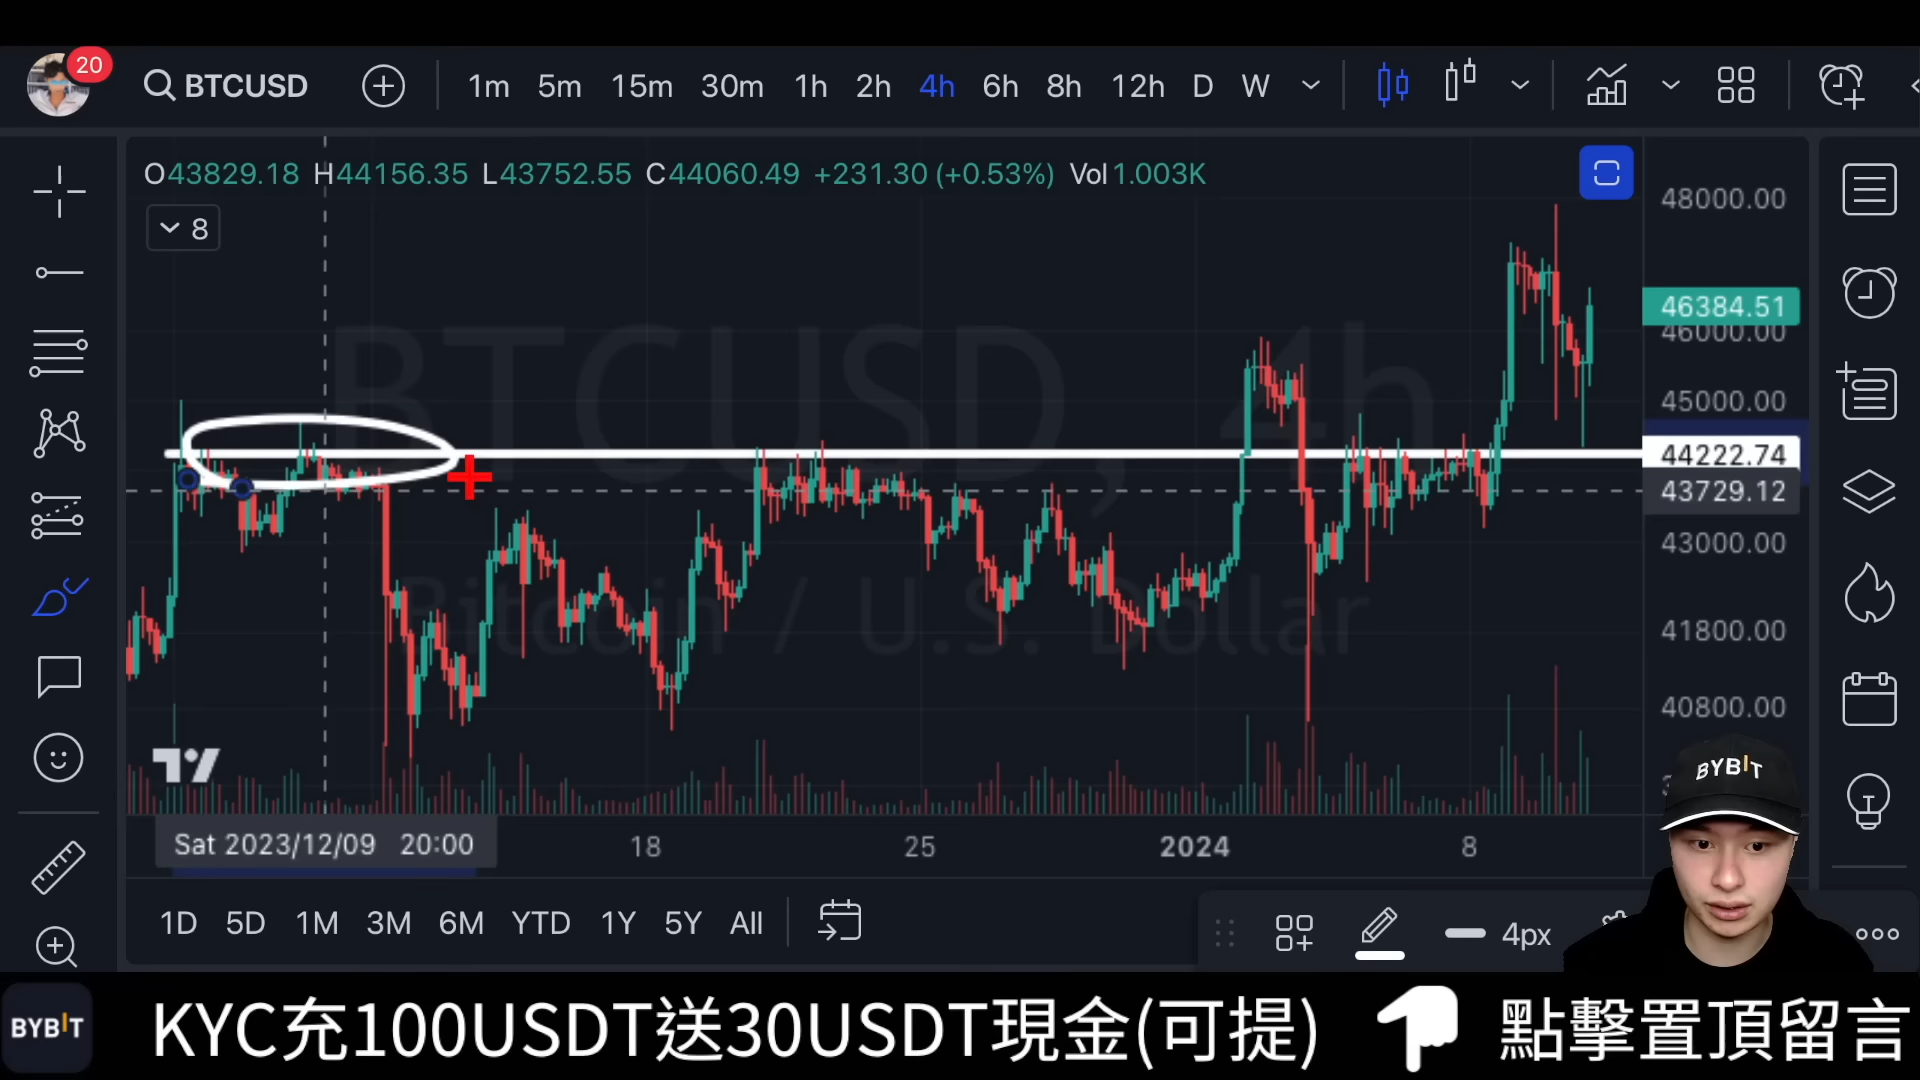 20
BTCUSD
1m 5m 15m 30m 1h 2h 4h 6h 8h 12h D W
O43829.18 H44156.35 L43752.55 C44060.49 +231.30 (+0.53%) Vol1.003K
8
BTCUSD, 4h
Bitcoin / U.S. Dollar
48000.00
46384.51
46000.00
45000.00
44222.74
43729.12
43000.00
41800.00
40800.00
Sat 2023/12/09 20:00 18 25 2024 8
1D 5D 1M 3M 6M YTD 1Y 5Y All
4px
BYBIT
BYBIT
KYC充100USDT送30USDT現金(可提)
點擊置頂留言